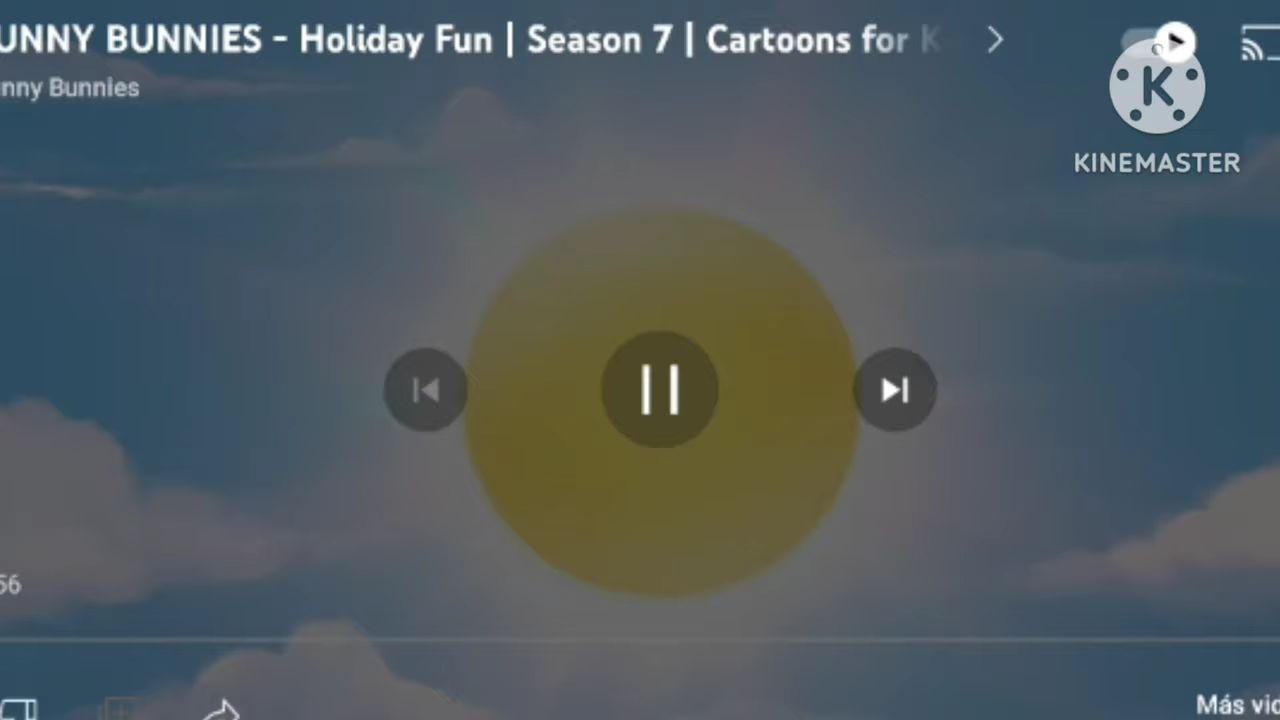 UNNY BUNNIES - Holiday Fun | Season 7 | Cartoons for K
nny Bunnies
K
KINEMASTER
56
Más vid